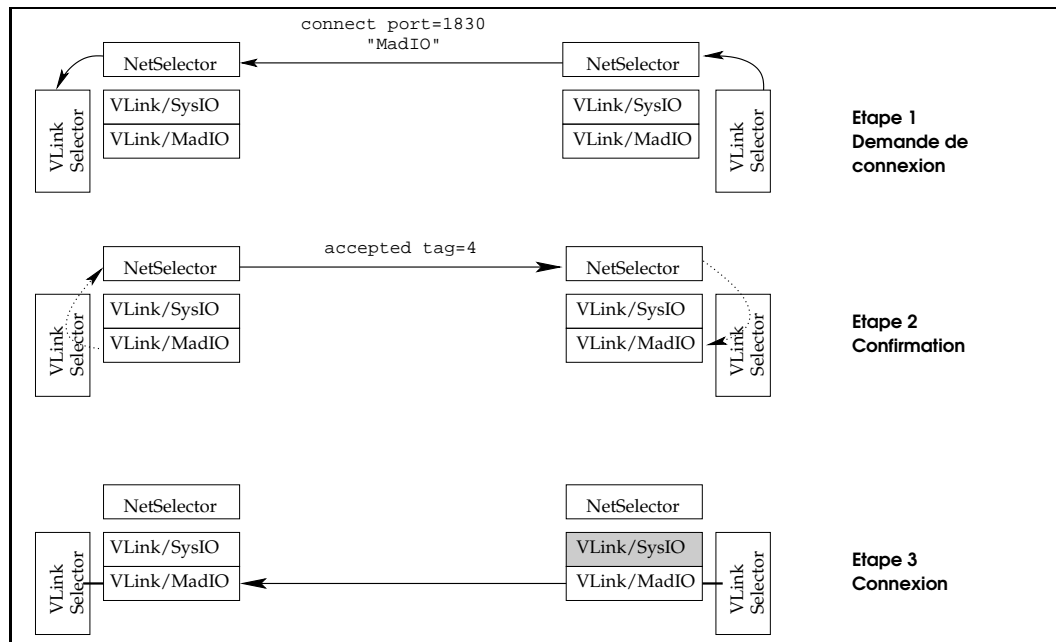 connect port=1830
"MadIO"
NetSelector
NetSelector
VLink/SysIO
VLink/MadIO
VLink
Selector
VLink/SysIO
VLink/MadIO
VLink
Selector
Etape 1
Demande de
connexion
accepted tag=4
NetSelector
NetSelector
VLink/SysIO
VLink/MadIO
VLink
Selector
VLink/SysIO
VLink/MadIO
VLink
Selector
Etape 2
Confirmation
NetSelector
NetSelector
VLink/SysIO
VLink/MadIO
VLink
Selector
VLink/SysIO
VLink/MadIO
VLink
Selector
Etape 3
Connexion